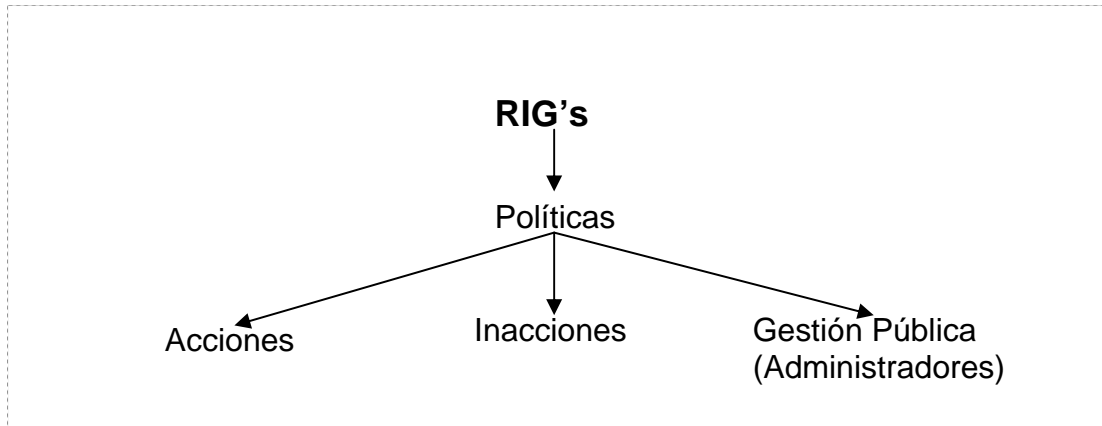 RIG’s
Políticas
Acciones
Inacciones
Gestión Pública
(Administradores)